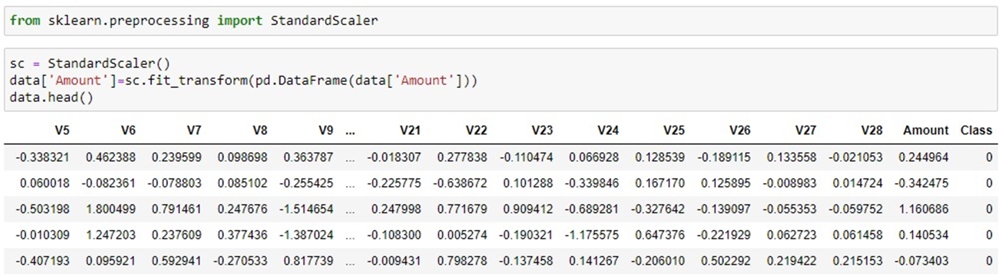 from sklearn.preprocessing import StandardScaler
sc = StandardScaler()
data['Amount']=sc.fit_transform(pd.DataFrame(data['Amount']))
data.head()
V5 V6 V7 V8 V9 ... V21 V22 V23 V24 V25 V26 V27 V28 Amount Class
-0.338321 0.462388 0.239599 0.098698 0.363787 ... -0.018307 0.277838 -0.110474 0.066928 0.128539 -0.189115 0.133558 -0.021053 0.244964 0
0.060018 -0.082361 -0.078803 0.085102 -0.255425 ... -0.225775 -0.638672 0.101288 -0.339846 0.167170 0.125895 -0.008983 0.014724 -0.342475 0
-0.503198 1.800499 0.791461 0.247676 -1.514654 ... 0.247998 0.771679 0.909412 -0.689281 -0.327642 -0.139097 -0.055353 -0.059752 1.160686 0
-0.010309 1.247203 0.237609 0.377436 -1.387024 ... -0.108300 0.005274 -0.190321 -1.175575 0.647376 -0.221929 0.062723 0.061458 0.140534 0
-0.407193 0.095921 0.592941 -0.270533 0.817739 ... -0.009431 0.798278 -0.137458 0.141267 -0.206010 0.502292 0.219422 0.215153 -0.073403 0